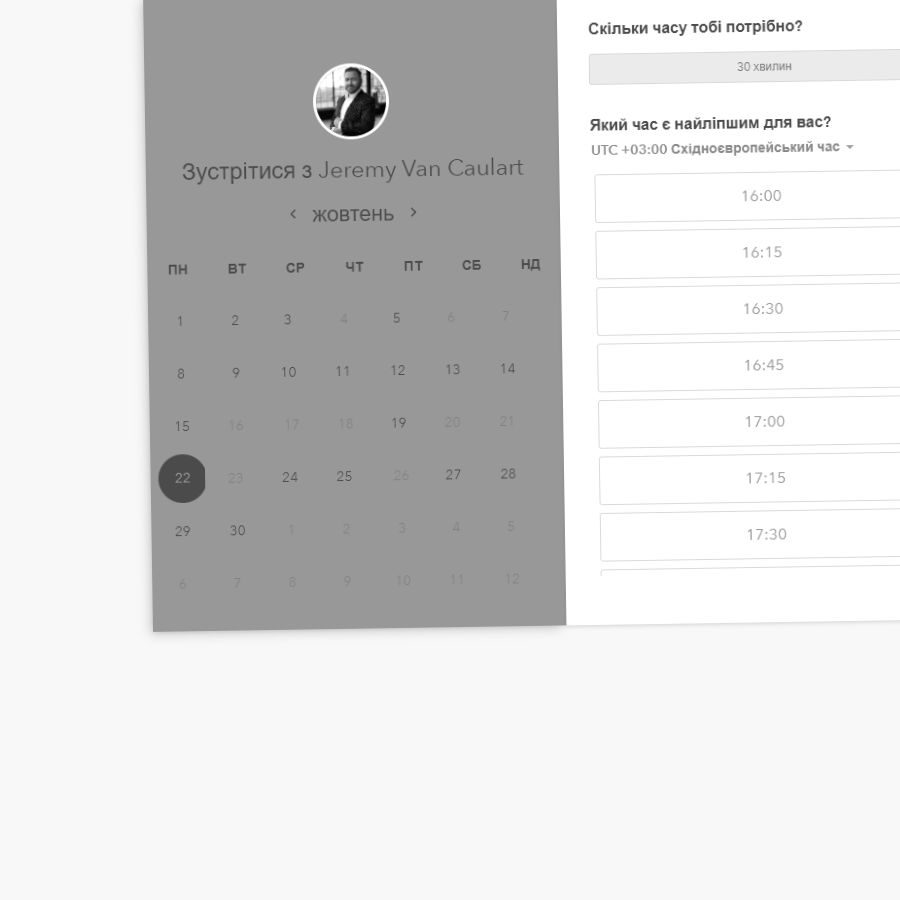 Зустрітися з Jeremy Van Caulart
‹ жовтень ›
ПН ВТ СР ЧТ ПТ СБ НД
1 2 3 4 5 6 7
8 9 10 11 12 13 14
15 16 17 18 19 20 21
22 23 24 25 26 27 28
29 30 1 2 3 4 5
6 7 8 9 10 11 12
Скільки часу тобі потрібно?
30 хвилин
Який час є найліпшим для вас?
UTC +03:00 Східноєвропейський час
16:00
16:15
16:30
16:45
17:00
17:15
17:30